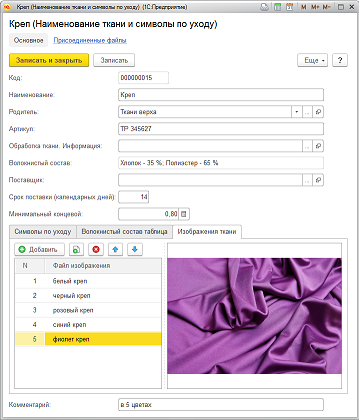 Креп (Наименование ткани и символы по уходу) (1С:Предприятие)
M M+ M-
Креп (Наименование ткани и символы по уходу)
Основное Присоединенные файлы
Записать и закрыть Записать Еще ?
Код: 000000015
Наименование: Креп
Родитель: Ткани верха
Артикул: ТР 345627
Обработка ткани. Информация:
Волокнистый состав: Хлопок - 35 %; Полиэстер - 65 %
Поставщик:
Срок поставки (календарных дней): 14
Минимальный концевой: 0,80
Символы по уходу Волокнистый состав таблица Изображения ткани
Добавить
N Файл изображения
1 белый креп
2 черный креп
3 розовый креп
4 синий креп
5 фиолет креп
Комментарий: в 5 цветах